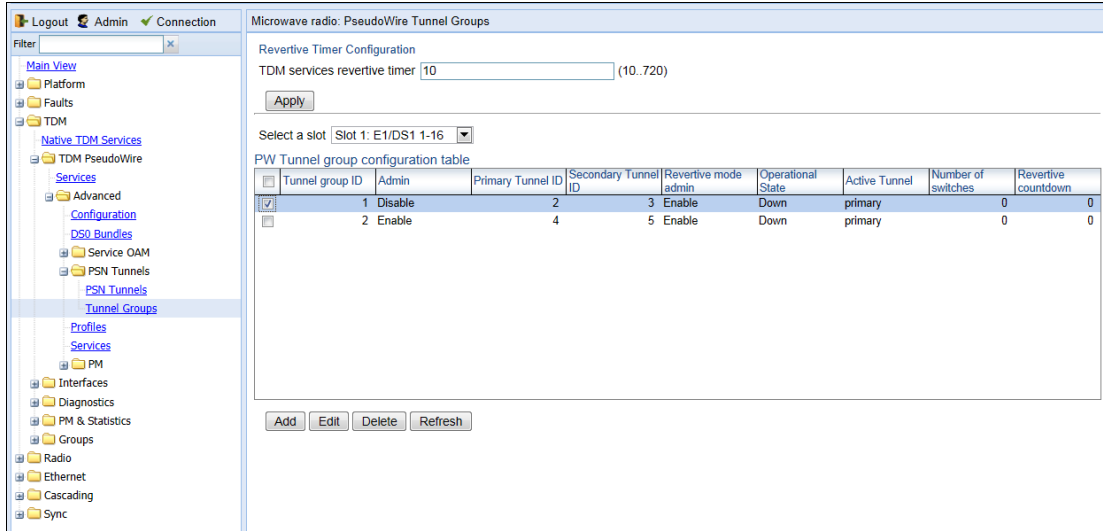 Logout Admin Connection
Microwave radio: PseudoWire Tunnel Groups
Filter
Main View
Platform
Faults
TDM
Native TDM Services
TDM PseudoWire
Services
Advanced
Configuration
DS0 Bundles
Service OAM
PSN Tunnels
PSN Tunnels
Tunnel Groups
Profiles
Services
PM
Interfaces
Diagnostics
PM & Statistics
Groups
Radio
Ethernet
Cascading
Sync
Revertive Timer Configuration
TDM services revertive timer 10 (10..720)
Apply
Select a slot Slot 1: E1/DS1 1-16
PW Tunnel group configuration table
Tunnel group ID Admin Primary Tunnel ID Secondary Tunnel ID Revertive mode admin Operational State Active Tunnel Number of switches Revertive countdown
1 Disable 2 3 Enable Down primary 0 0
2 Enable 4 5 Enable Down primary 0 0
Add Edit Delete Refresh